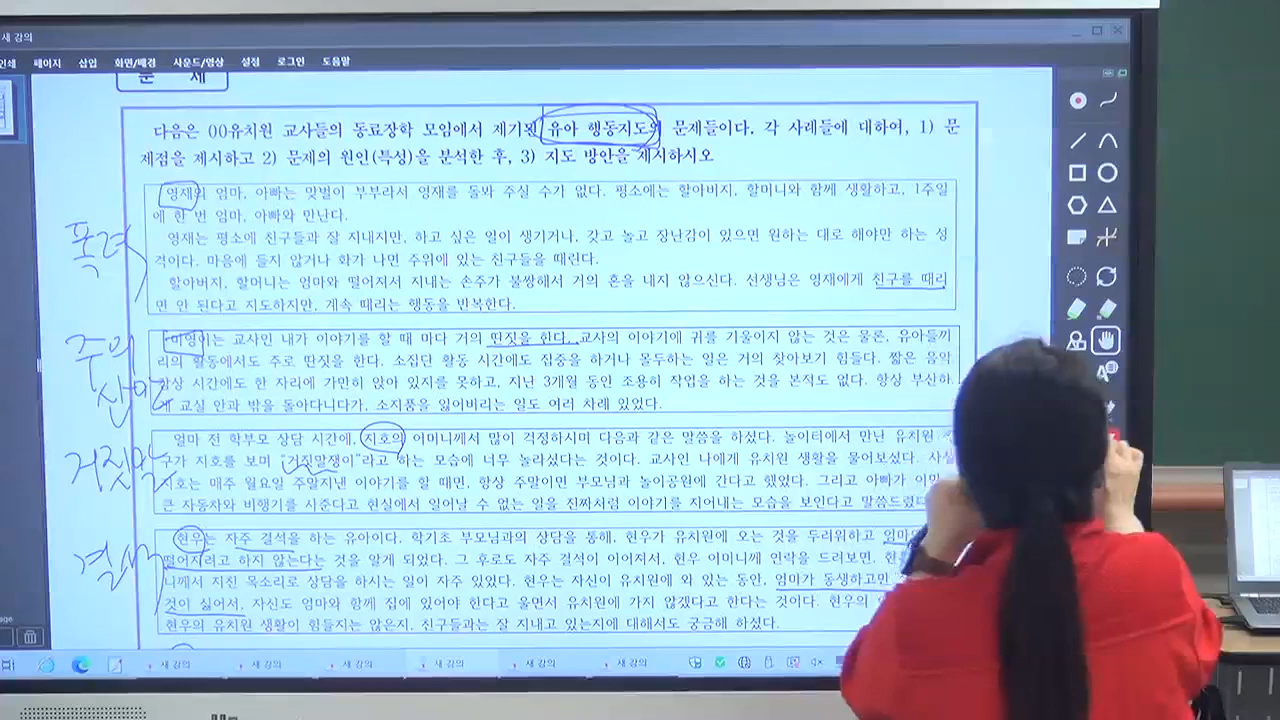 새 강의
인쇄 페이지 삽입 화면/배경 사운드/영상 설정 로그인 도움말
문 제
다음은 00유치원 교사들의 동료장학 모임에서 제기된 유아 행동지도의 문제들이다. 각 사례들에 대하여, 1) 문
제점을 제시하고 2) 문제의 원인(특성)을 분석한 후, 3) 지도 방안을 제시하시오
영재의 엄마, 아빠는 맞벌이 부부라서 영재를 돌봐 주실 수가 없다. 평소에는 할아버지, 할머니와 함께 생활하고, 1주일
에 한 번 엄마, 아빠와 만난다.
영재는 평소에 친구들과 잘 지내지만, 하고 싶은 일이 생기거나, 갖고 놀고 장난감이 있으면 원하는 대로 해야만 하는 성
격이다. 마음에 들지 않거나 화가 나면 주위에 있는 친구들을 때린다.
할아버지, 할머니는 엄마와 떨어져서 지내는 손주가 불쌍해서 거의 혼을 내지 않으신다. 선생님은 영재에게 친구를 때리
면 안 된다고 지도하지만, 계속 때리는 행동을 반복한다.
폭력
미영이는 교사인 내가 이야기를 할 때 마다 거의 딴짓을 한다. 교사의 이야기에 귀를 기울이지 않는 것은 물론, 유아들끼
리의 활동에서도 주로 딴짓을 한다. 소그단 활동 시간에도 집중을 하거나 몰두하는 일은 거의 찾아보기 힘들다. 짧은 음악
감상 시간에도 한 자리에 가만히 앉아 있지를 못하고, 지난 3개월 동인 조용히 작업을 하는 것을 본적도 없다. 항상 부산하
게 교실 안과 밖을 돌아다니다가, 소지품을 잃어버리는 일도 여러 차례 있었다.
주의
산만
얼마 전 학부모 상담 시간에, 지호의 어머니께서 많이 걱정하시며 다음과 같은 말씀을 하셨다. 놀이터에서 만난 유치원
구가 지호를 보며 "거짓말쟁이"라고 하는 모습에 너무 놀라셨다는 것이다. 교사인 나에게 유치원 생활을 물어보셨다. 사실
지호는 매주 월요일 주말지낸 이야기를 할 때면, 항상 주말이면 부모님과 놀이공원에 간다고 했었다. 그리고 아빠가 이만
큰 자동차와 비행기를 사준다고 현실에서 일어날 수 없는 일을 진짜처럼 이야기를 지어내는 모습을 보인다고 말씀드렸다
거짓말
현우는 자주 결석을 하는 유아이다. 학기초 부모님과의 상담을 통해, 현우가 유치원에 오는 것을 두려워하고 엄마
떨어지려고 하지 않는다는 것을 알게 되었다. 그 후로도 자주 결석이 이어져서, 현우 어머니께 연락을 드러보면,
니께서 지친 목소리로 상담을 하시는 일이 자주 있었다. 현우는 자신이 유치원에 와 있는 동안, 엄마가 동생하고만
것이 싫어서, 자신도 엄마와 함께 집에 있어야 한다고 울면서 유치원에 가지 않겠다고 한다는 것이다. 현우의
현우의 유치원 생활이 힘들지는 않은지, 친구들과는 잘 지내고 있는지에 대해서도 궁금해 하셨다.
새 강의 새 강의 새 강의 새 강의 새 강의 새 강의